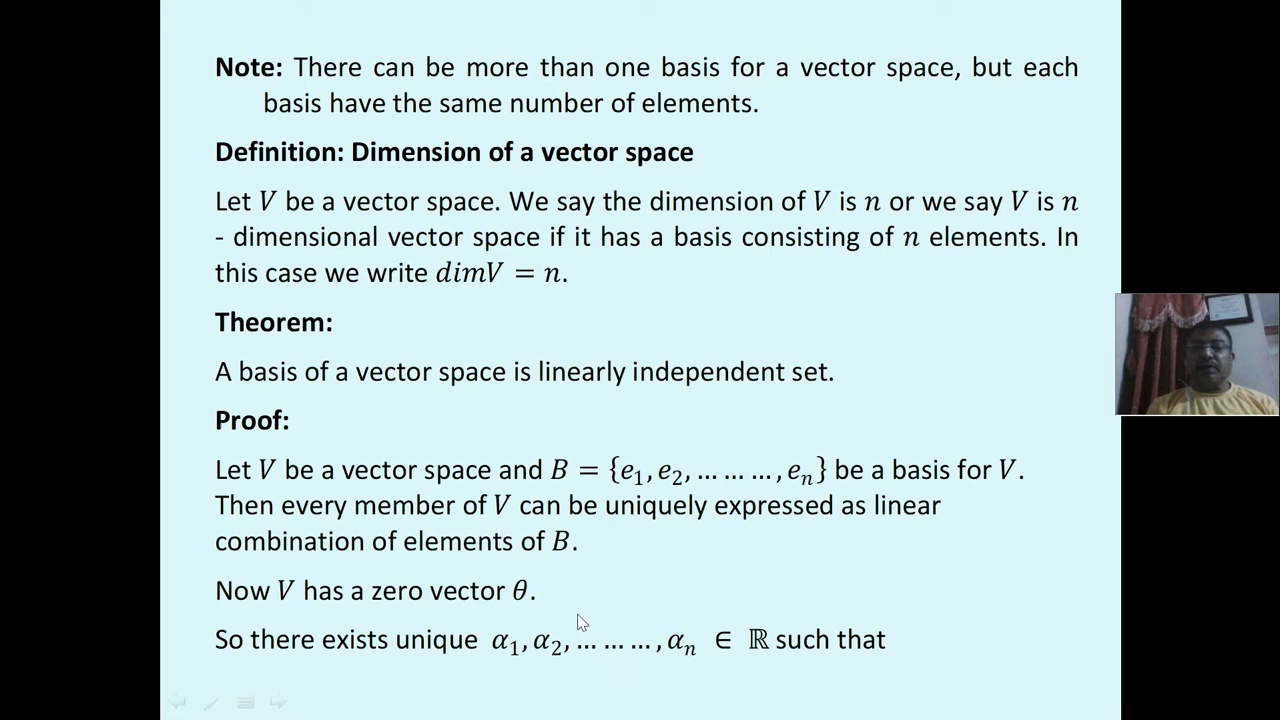 Note: There can be more than one basis for a vector space, but each
basis have the same number of elements.
Definition: Dimension of a vector space
Let V be a vector space. We say the dimension of V is n or we say V is n
- dimensional vector space if it has a basis consisting of n elements. In
this case we write dimV = n.
Theorem:
A basis of a vector space is linearly independent set.
Proof:
Let V be a vector space and B = {e₁, e₂, … … … , eₙ} be a basis for V.
Then every member of V can be uniquely expressed as linear
combination of elements of B.
Now V has a zero vector θ.
So there exists unique α₁, α₂, … … … , αₙ ∈ ℝ such that